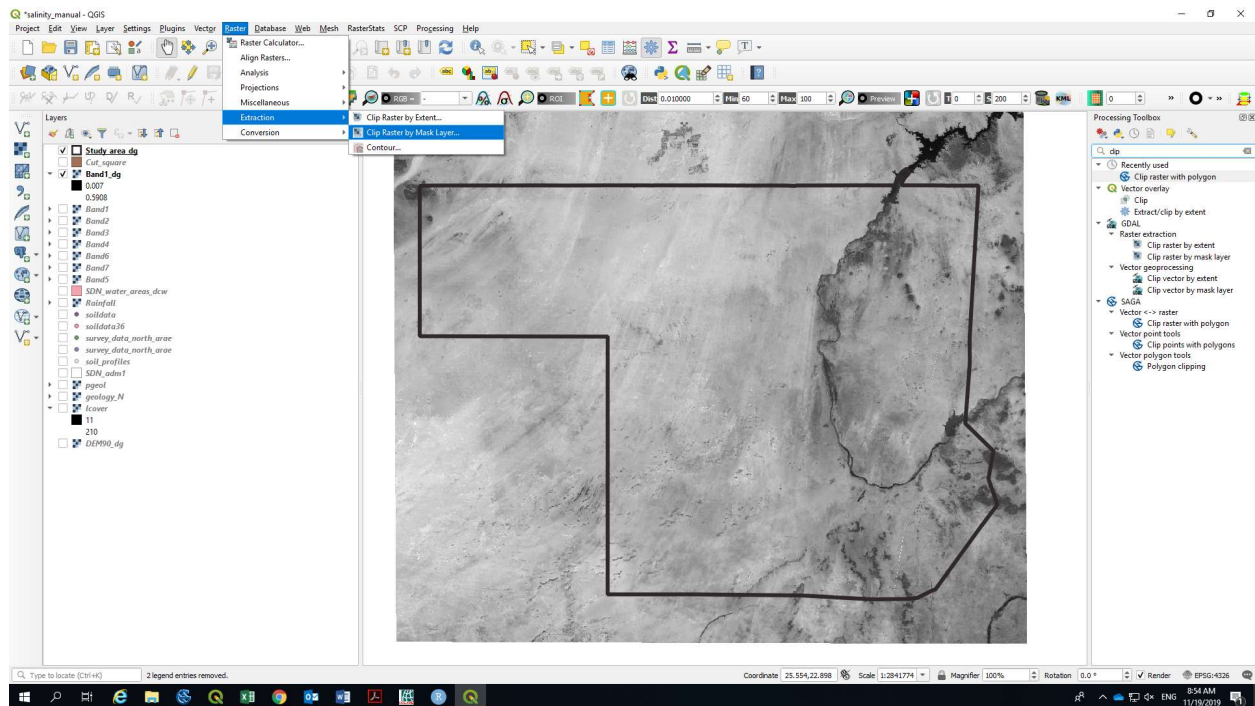 *salinity_manual - QGIS
Project Edit View Layer Settings Plugins Vector Raster Database Web Mesh RasterStats SCP Processing Help
Raster Calculator...
Align Rasters...
Analysis
Projections
Miscellaneous
Extraction
Conversion
Clip Raster by Extent...
Clip Raster by Mask Layer...
Contour...
RGB = - ROI Dist 0.010000 Min 60 Max 100 Preview T 0 S 200 KML 0 » »
Layers
Study_area_dg
Cut_square
Band1_dg
0.007
0.5908
Band1
Band2
Band3
Band4
Band6
Band7
Band5
SDN_water_areas_dcw
Rainfall
soildata
soildata36
survey_data_north_arae
survey_data_north_arae
soil_profiles
SDN_adm1
pgeol
geology_N
lcover
11
210
DEM90_dg
Processing Toolbox
clip
Recently used
Clip raster with polygon
Vector overlay
Clip
Extract/clip by extent
GDAL
Raster extraction
Clip raster by extent
Clip raster by mask layer
Vector geoprocessing
Clip vector by extent
Clip vector by mask layer
SAGA
Vector <-> raster
Clip raster with polygon
Vector point tools
Clip points with polygons
Vector polygon tools
Polygon clipping
Type to locate (Ctrl+K) 2 legend entries removed. Coordinate 25.554,22.898 Scale 1:2841774 Magnifier 100% Rotation 0.0 ° Render EPSG:4326
ENG 8:54 AM
11/19/2019